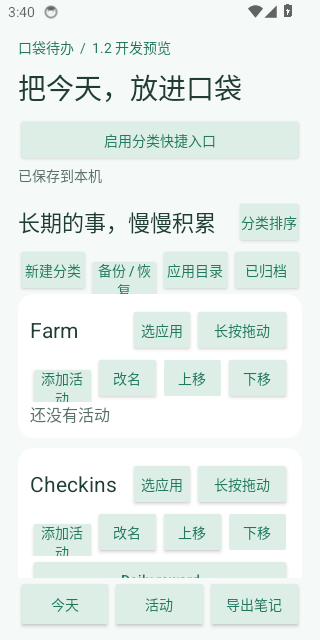 3:40
口袋待办 / 1.2 开发预览
把今天，放进口袋
启用分类快捷入口
已保存到本机
长期的事，慢慢积累
分类排序
新建分类
备份 / 恢复
应用目录
已归档
Farm
选应用
长按拖动
添加活动
改名
上移
下移
还没有活动
Checkins
选应用
长按拖动
添加活动
改名
上移
下移
Daily reward
今天
活动
导出笔记